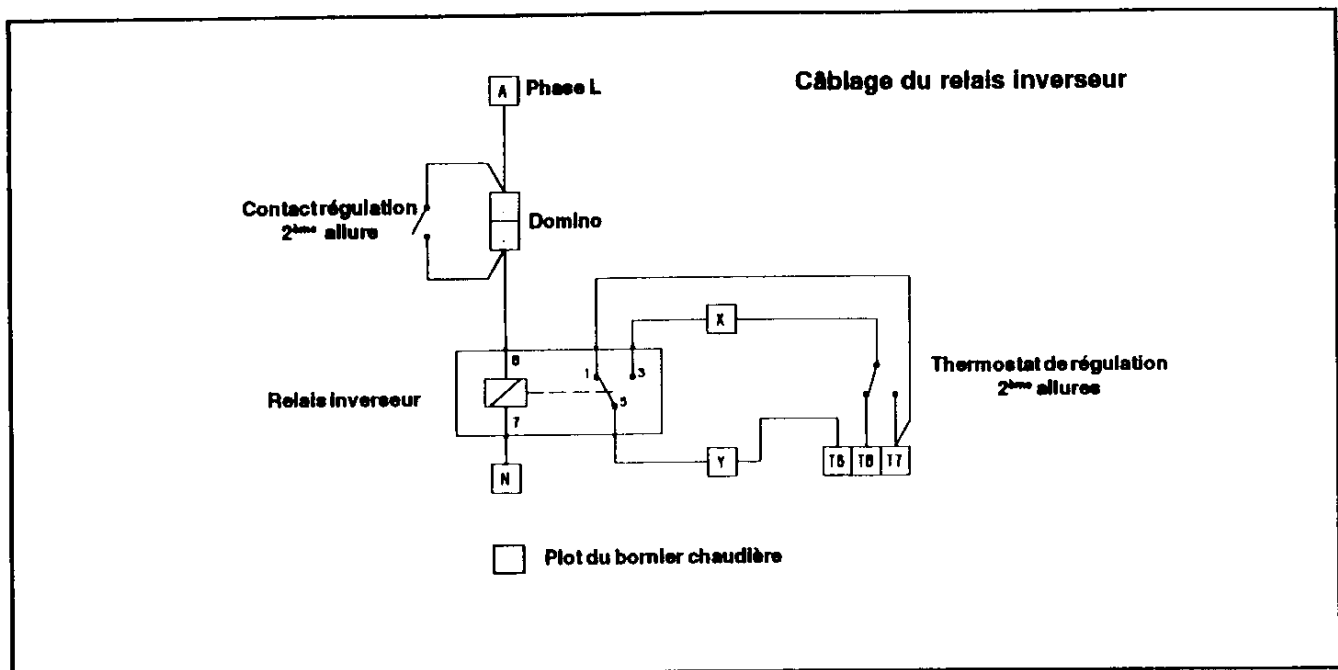 Câblage du relais inverseur
A Phase L
Contact régulation
2ème allure
Domino
X
6
1
3
Relais inverseur
5
7
Thermostat de régulation
2ème allures
Y
T6 T8 T7
N
Plot du bornier chaudière